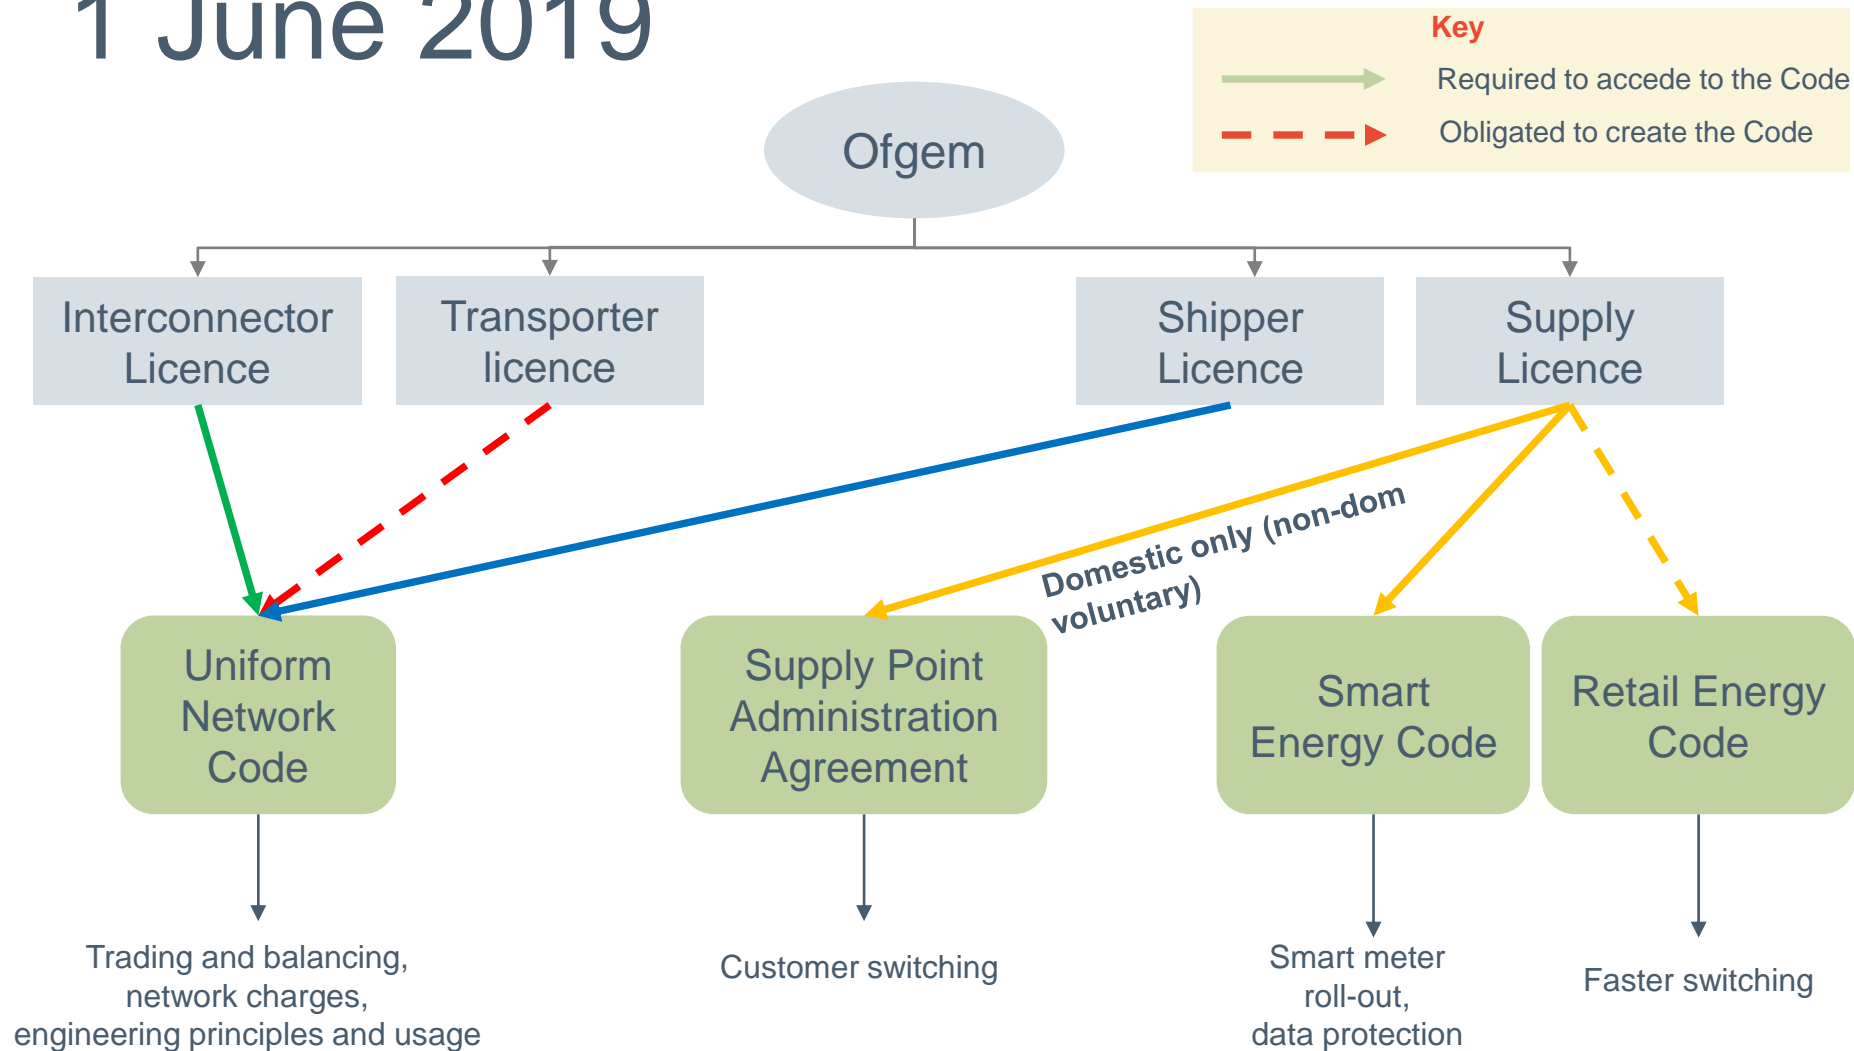 1 June 2019
Key
Required to accede to the Code
Obligated to create the Code
Ofgem
Interconnector
Licence
Transporter
licence
Shipper
Licence
Supply
Licence
Domestic only (non-dom
voluntary)
Uniform
Network
Code
Supply Point
Administration
Agreement
Smart
Energy Code
Retail Energy
Code
Trading and balancing,
network charges,
engineering principles and usage
Customer switching
Smart meter
roll-out,
data protection
Faster switching